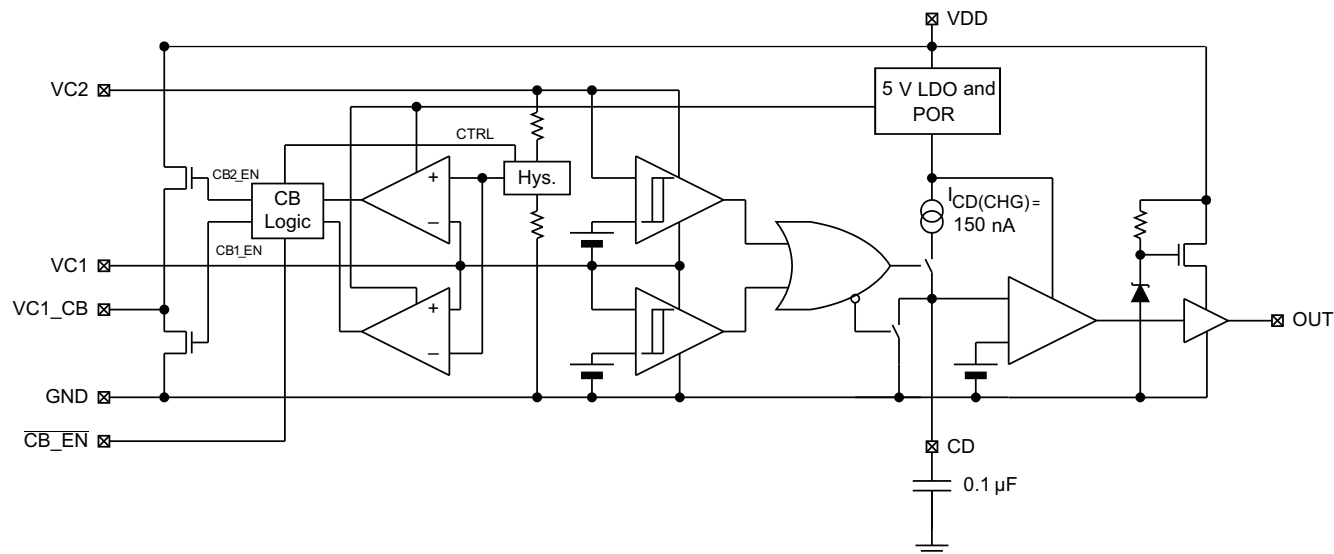 VDD
VC2
5 V LDO and
POR
CTRL
CB2_EN
+
Hys.
CB
Logic
–
ICD(CHG) =
150 nA
CB1_EN
VC1
VC1_CB
+
–
OUT
GND
CB_EN
CD
0.1 µF